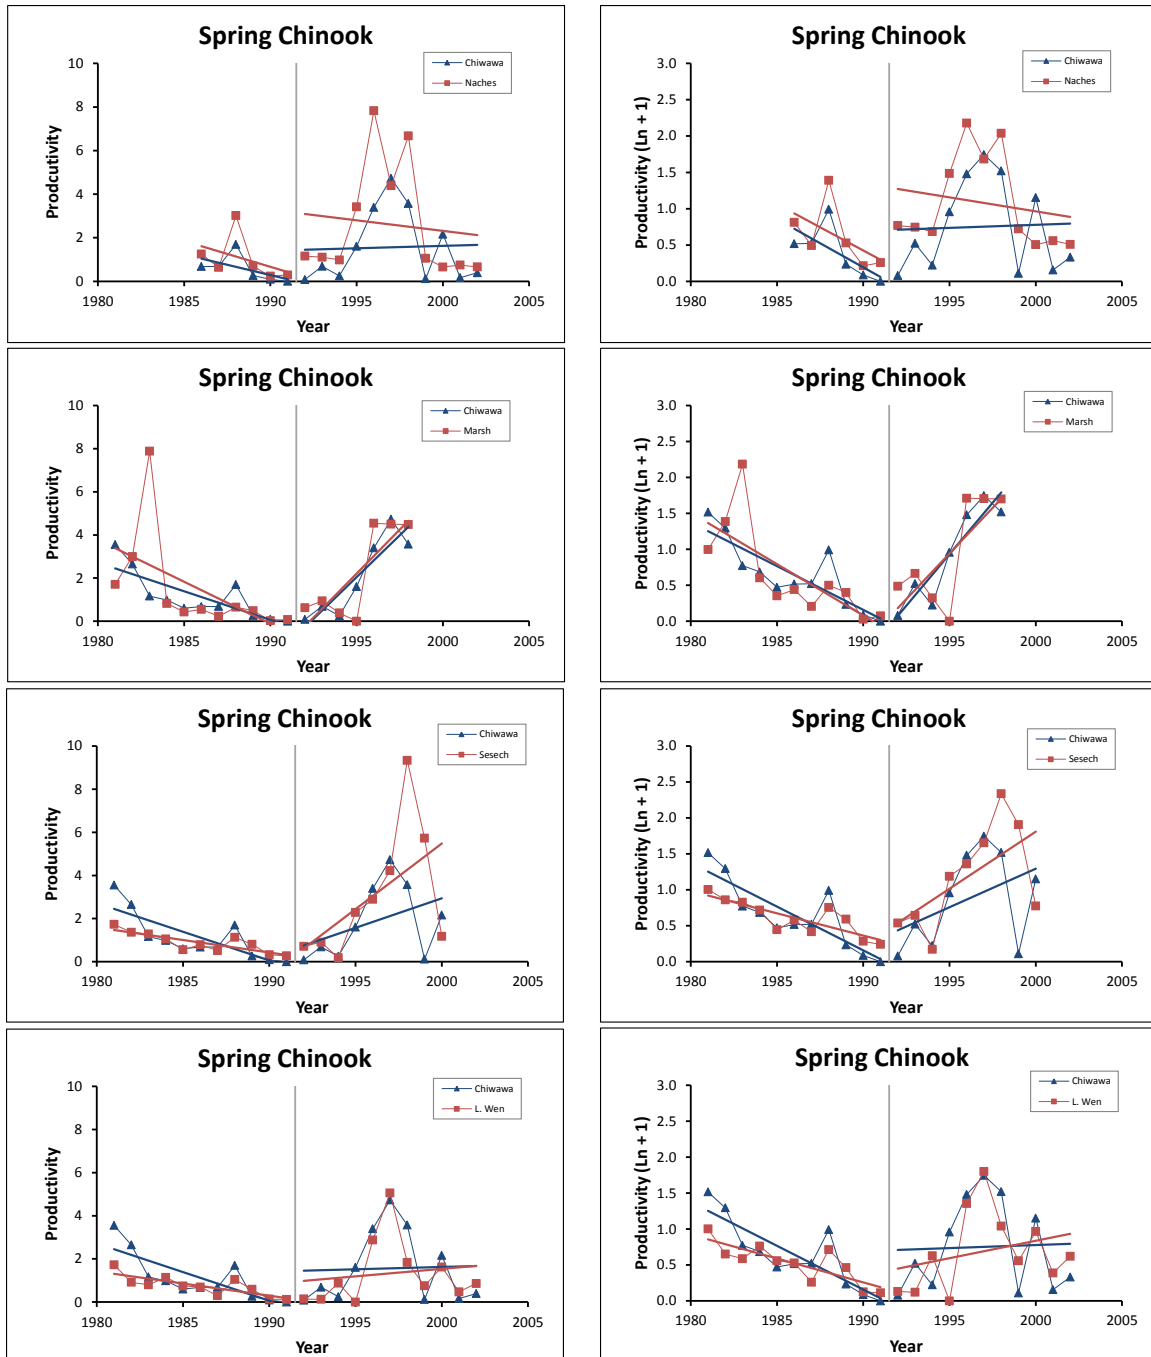 Spring Chinook
Chiwawa
Naches
Prodcutivity
10
8
6
4
2
0
1980 1985 1990 1995 2000 2005
Year
Spring Chinook
Chiwawa
Naches
Productivity (Ln + 1)
3.0
2.5
2.0
1.5
1.0
0.5
0.0
1980 1985 1990 1995 2000 2005
Year
Spring Chinook
Chiwawa
Marsh
Productivity
10
8
6
4
2
0
1980 1985 1990 1995 2000 2005
Year
Spring Chinook
Chiwawa
Marsh
Productivity (Ln + 1)
3.0
2.5
2.0
1.5
1.0
0.5
0.0
1980 1985 1990 1995 2000 2005
Year
Spring Chinook
Chiwawa
Sesech
Productivity
10
8
6
4
2
0
1980 1985 1990 1995 2000 2005
Year
Spring Chinook
Chiwawa
Sesech
Productivity (Ln + 1)
3.0
2.5
2.0
1.5
1.0
0.5
0.0
1980 1985 1990 1995 2000 2005
Year
Spring Chinook
Chiwawa
L. Wen
Productivity
10
8
6
4
2
0
1980 1985 1990 1995 2000 2005
Year
Spring Chinook
Chiwawa
L. Wen
Productivity (Ln + 1)
3.0
2.5
2.0
1.5
1.0
0.5
0.0
1980 1985 1990 1995 2000 2005
Year